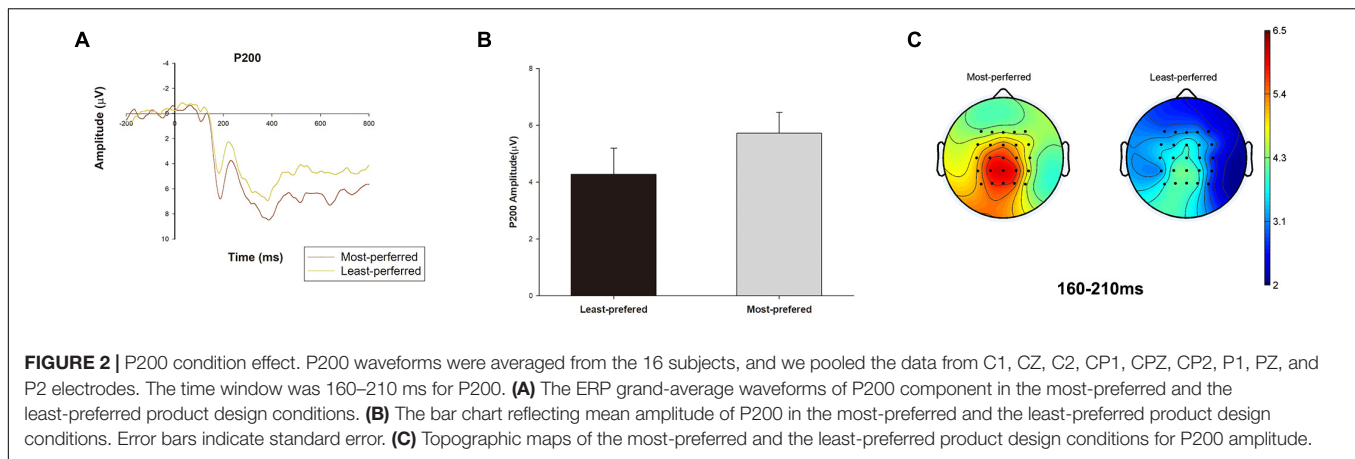 A
P200
Amplitude (µV)
-4
-2
0
2
4
6
8
10
-200
0
200
400
600
800
Time (ms)
Most-perferred
Least-perferred
B
P200 Amplitude(µV)
8
6
4
2
0
Least-prefered
Most-prefered
C
Most-perferred
Least-perferred
6.5
5.4
4.3
3.1
2
160-210ms
FIGURE 2 | P200 condition effect. P200 waveforms were averaged from the 16 subjects, and we pooled the data from C1, CZ, C2, CP1, CPZ, CP2, P1, PZ, and
P2 electrodes. The time window was 160–210 ms for P200. (A) The ERP grand-average waveforms of P200 component in the most-preferred and the
least-preferred product design conditions. (B) The bar chart reflecting mean amplitude of P200 in the most-preferred and the least-preferred product design
conditions. Error bars indicate standard error. (C) Topographic maps of the most-preferred and the least-preferred product design conditions for P200 amplitude.